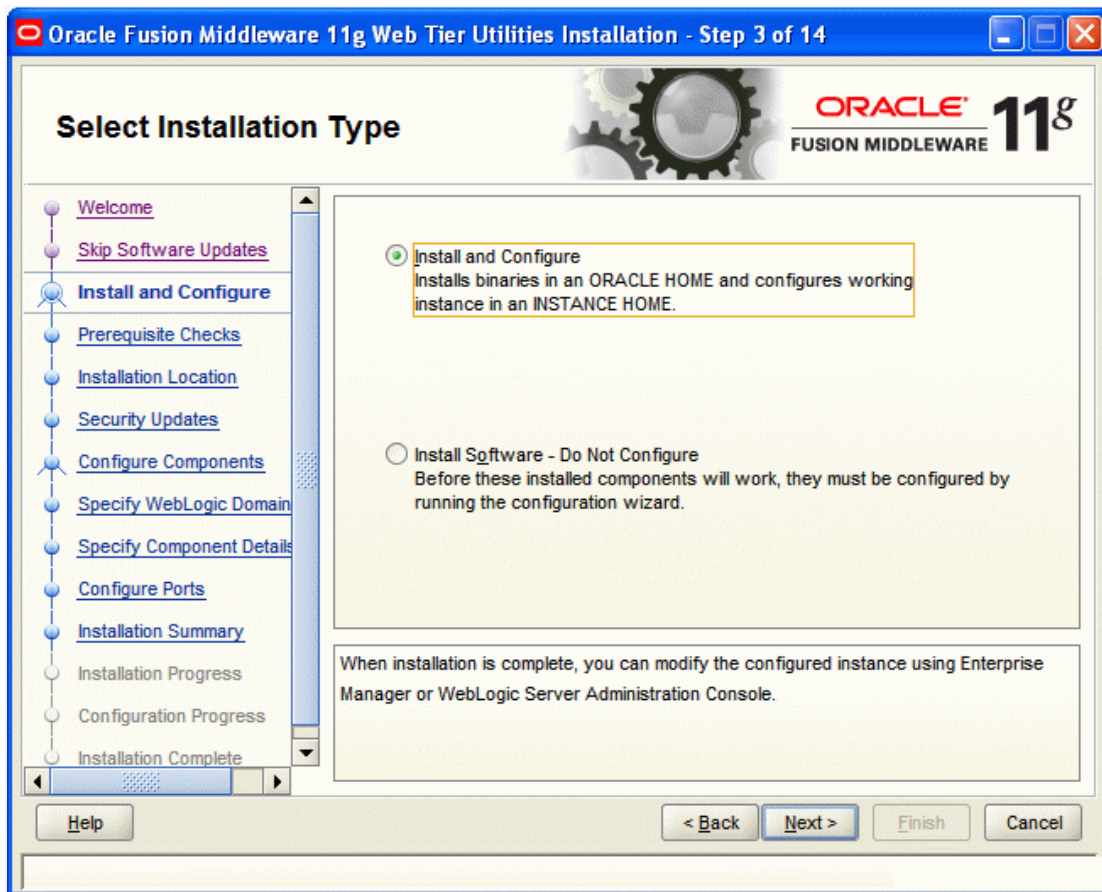 Oracle Fusion Middleware 11g Web Tier Utilities Installation - Step 3 of 14
Select Installation Type
ORACLE
FUSION MIDDLEWARE
11g
Welcome
Skip Software Updates
Install and Configure
Prerequisite Checks
Installation Location
Security Updates
Configure Components
Specify WebLogic Domain
Specify Component Details
Configure Ports
Installation Summary
Installation Progress
Configuration Progress
Installation Complete
Install and Configure
Installs binaries in an ORACLE HOME and configures working
instance in an INSTANCE HOME.
Install Software - Do Not Configure
Before these installed components will work, they must be configured by
running the configuration wizard.
When installation is complete, you can modify the configured instance using Enterprise
Manager or WebLogic Server Administration Console.
Help
< Back
Next >
Finish
Cancel